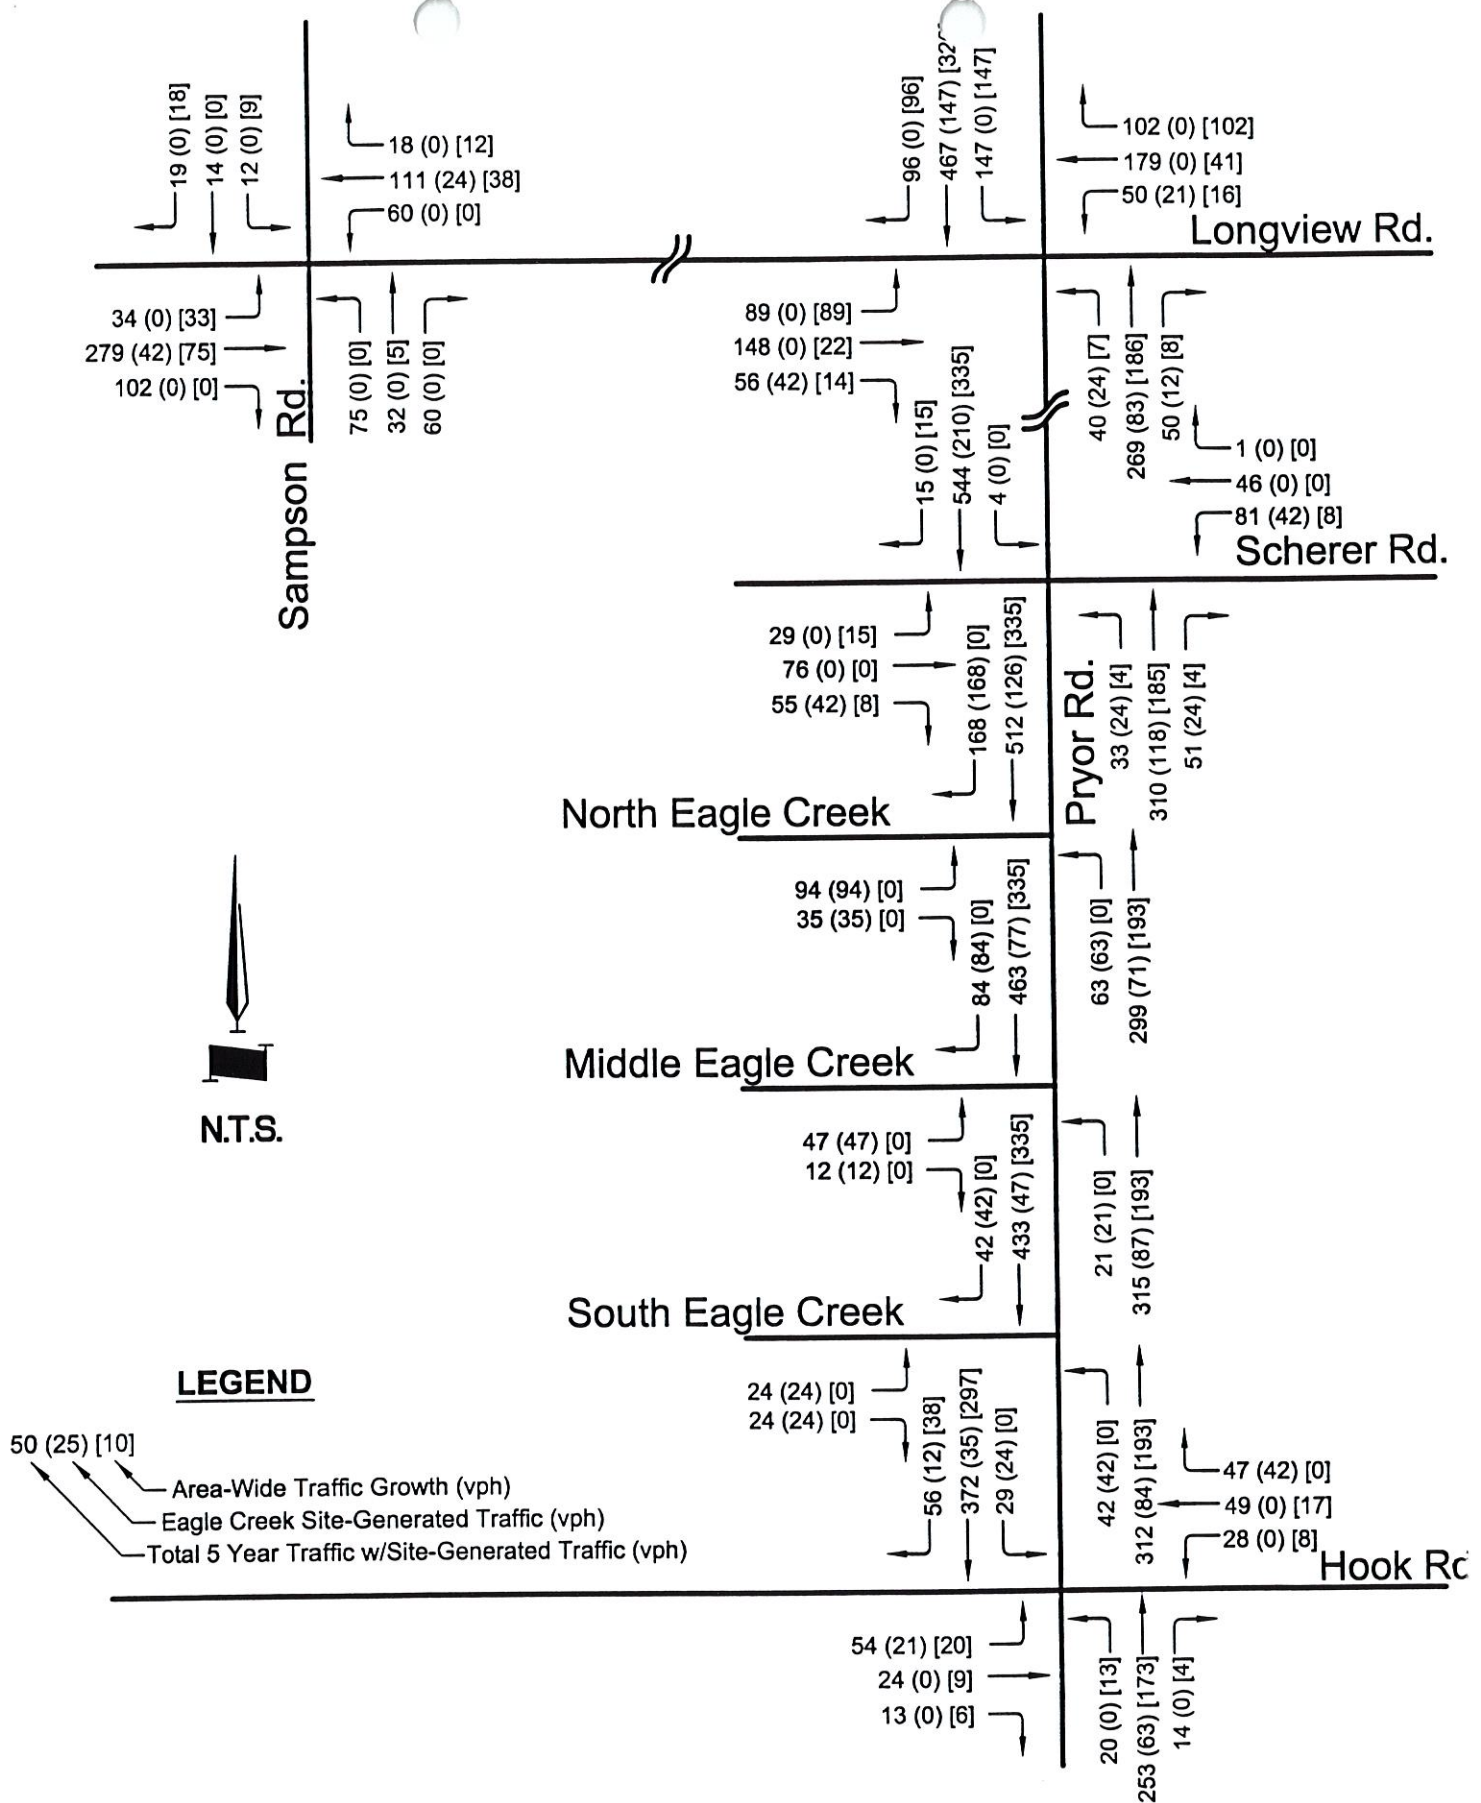 19 (0) [18]
14 (0) [0]
12 (0) [9]
18 (0) [12]
111 (24) [38]
60 (0) [0]
34 (0) [33]
279 (42) [75]
102 (0) [0]
75 (0) [0]
32 (0) [5]
60 (0) [0]
Sampson Rd.
96 (0) [96]
467 (147)
147 (0) [147]
102 (0) [102]
179 (0) [41]
50 (21) [16]
Longview Rd.
89 (0) [89]
148 (0) [22]
56 (42) [14]
40 (24) [7]
269 (83) [186]
50 (12) [8]
15 (0) [15]
544 (210) [335]
4 (0) [0]
1 (0) [0]
46 (0) [0]
81 (42) [8]
Scherer Rd.
29 (0) [15]
76 (0) [0]
55 (42) [8]
33 (24) [4]
310 (118) [185]
51 (24) [4]
Pryor Rd.
168 (168) [0]
512 (126) [335]
North Eagle Creek
94 (94) [0]
35 (35) [0]
63 (63) [0]
299 (71) [193]
84 (84) [0]
463 (77) [335]
Middle Eagle Creek
47 (47) [0]
12 (12) [0]
21 (21) [0]
315 (87) [193]
42 (42) [0]
433 (47) [335]
South Eagle Creek
24 (24) [0]
24 (24) [0]
42 (42) [0]
312 (84) [193]
56 (12) [38]
372 (35) [297]
29 (24) [0]
47 (42) [0]
49 (0) [17]
28 (0) [8]
Hook
54 (21) [20]
24 (0) [9]
13 (0) [6]
20 (0) [13]
253 (63) [173]
14 (0) [4]
N.T.S.
LEGEND
50 (25) [10]
Area-Wide Traffic Growth (vph)
Eagle Creek Site-Generated Traffic (vph)
Total 5 Year Traffic w/Site-Generated Traffic (vph)